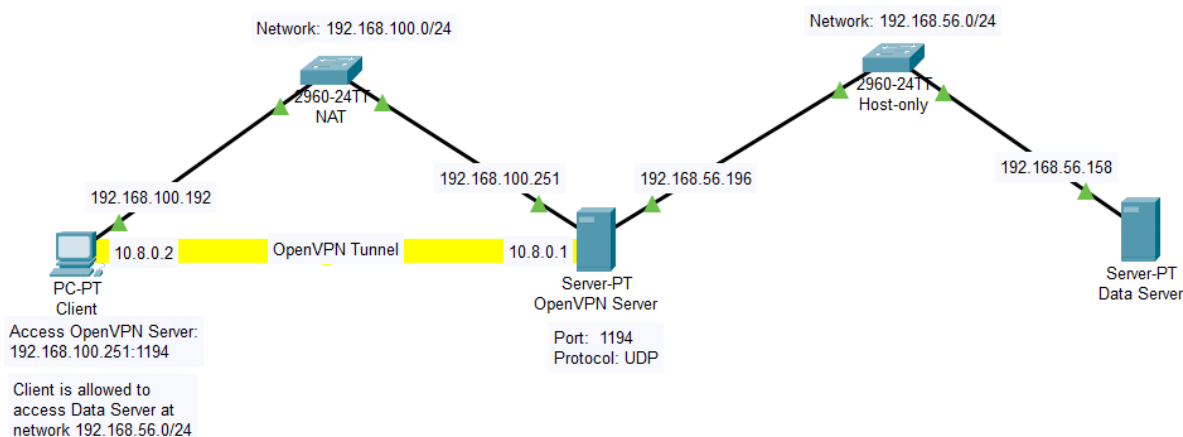 Network: 192.168.100.0/24
Network: 192.168.56.0/24
2960-24TT
NAT
2960-24TT
Host-only
192.168.100.192
192.168.100.251
192.168.56.196
192.168.56.158
10.8.0.2
OpenVPN Tunnel
10.8.0.1
PC-PT
Client
Server-PT
OpenVPN Server
Server-PT
Data Server
Access OpenVPN Server:
192.168.100.251:1194
Port: 1194
Protocol: UDP
Client is allowed to
access Data Server at
network 192.168.56.0/24